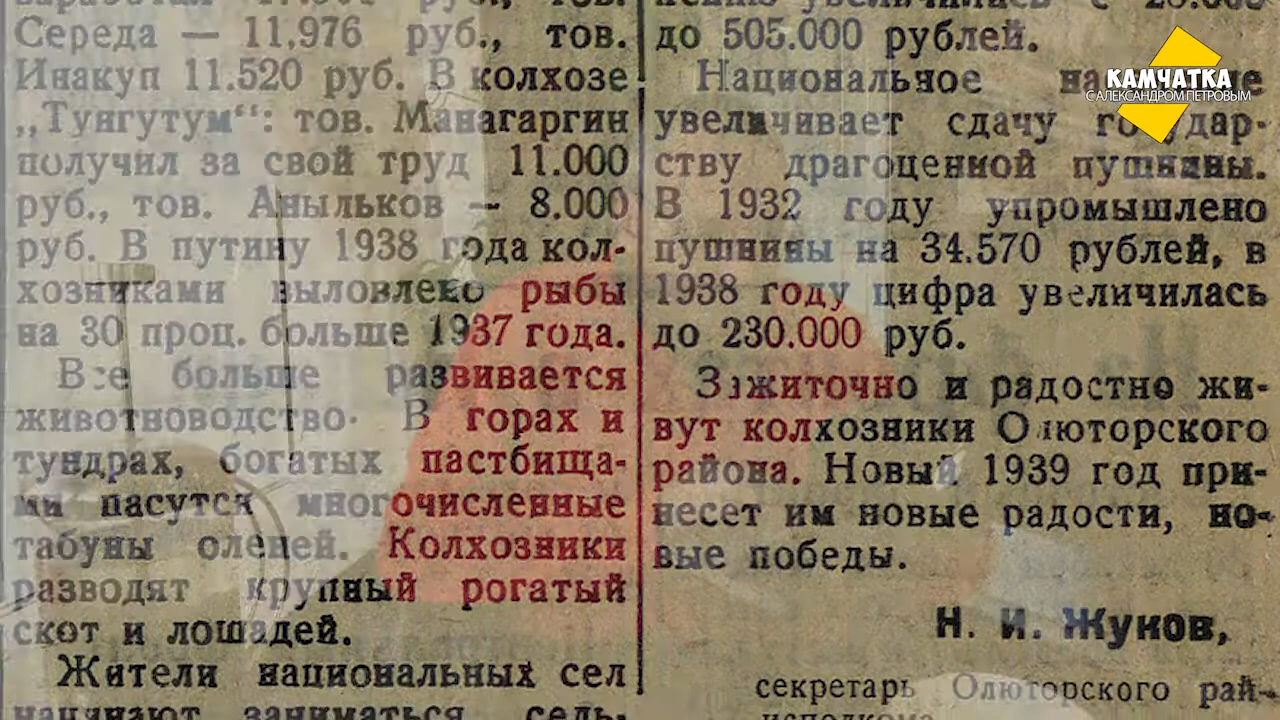 Середа — 11,976 руб., тов.
Инакуп 11.520 руб. В колхозе
„Тунгутум“: тов. Манагаргин
получил за свой труд 11.000
руб., тов. Аныльков — 8.000
руб. В путину 1938 года кол-
хозниками выловлено рыбы
на 30 проц. больше 1937 года.
Все больше развивается
животноводство. В горах и
тундрах, богатых пастбища-
ми пасутся многочисленные
табуны оленей. Колхозники
разводят крупный рогатый
скот и лошадей.
Жители национальных сел
начинают заниматься сель-
до 505.000 рублей.
Национальное
увеличивает сдачу государ-
ству драгоценной пушнины.
В 1932 году упромышлено
пушнины на 34.570 рублей, в
1938 году цифра увеличилась
до 230.000 руб.
Зажиточно и радостно жи-
вут колхозники Олюторского
района. Новый 1939 год при-
несет им новые радости, но-
вые победы.
Н. И. Жуков,
секретарь Олюторского рай-
исполкома
КАМЧАТКА
С АЛЕКСАНДРОМ ПЕТРОВЫМ